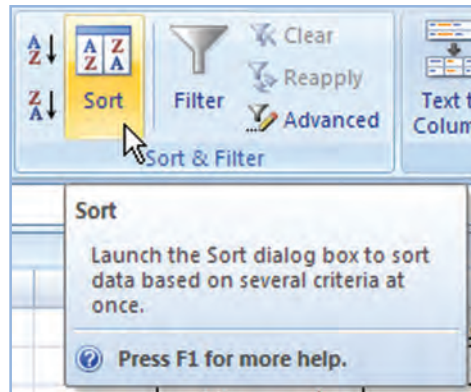 A Z
Z A
A Z
Z A
Sort
Filter
Clear
Reapply
Advanced
Text t
Colum
Sort & Filter
Sort
Launch the Sort dialog box to sort
data based on several criteria at
once.
Press F1 for more help.